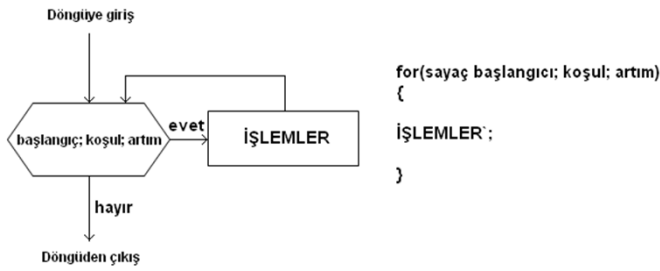 Döngüye giriş
başlangıç; koşul; artım
evet
İŞLEMLER
hayır
Döngüden çıkış
for(sayaç başlangıcı; koşul; artım)
{
İŞLEMLER`;
}